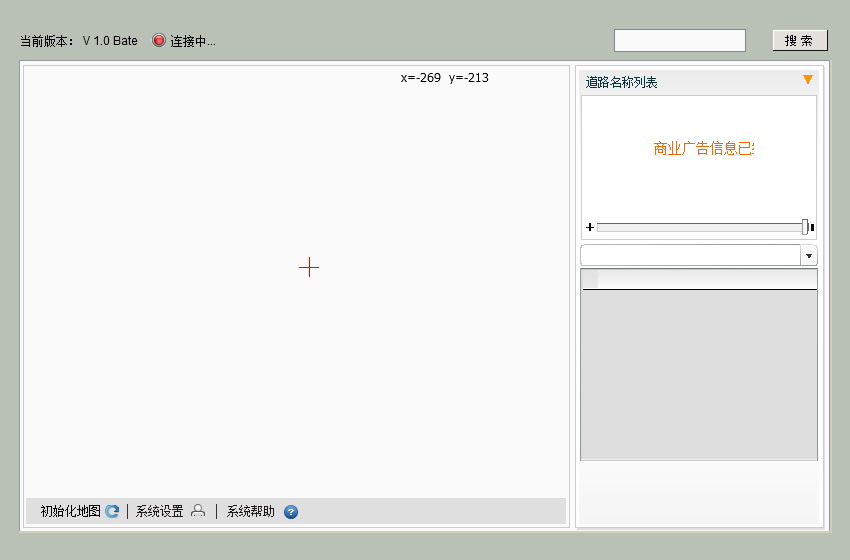 当前版本： V 1.0 Bate 连接中...
搜 索
x=-269 y=-213
道路名称列表
商业广告信息已
初始化地图 | 系统设置 | 系统帮助